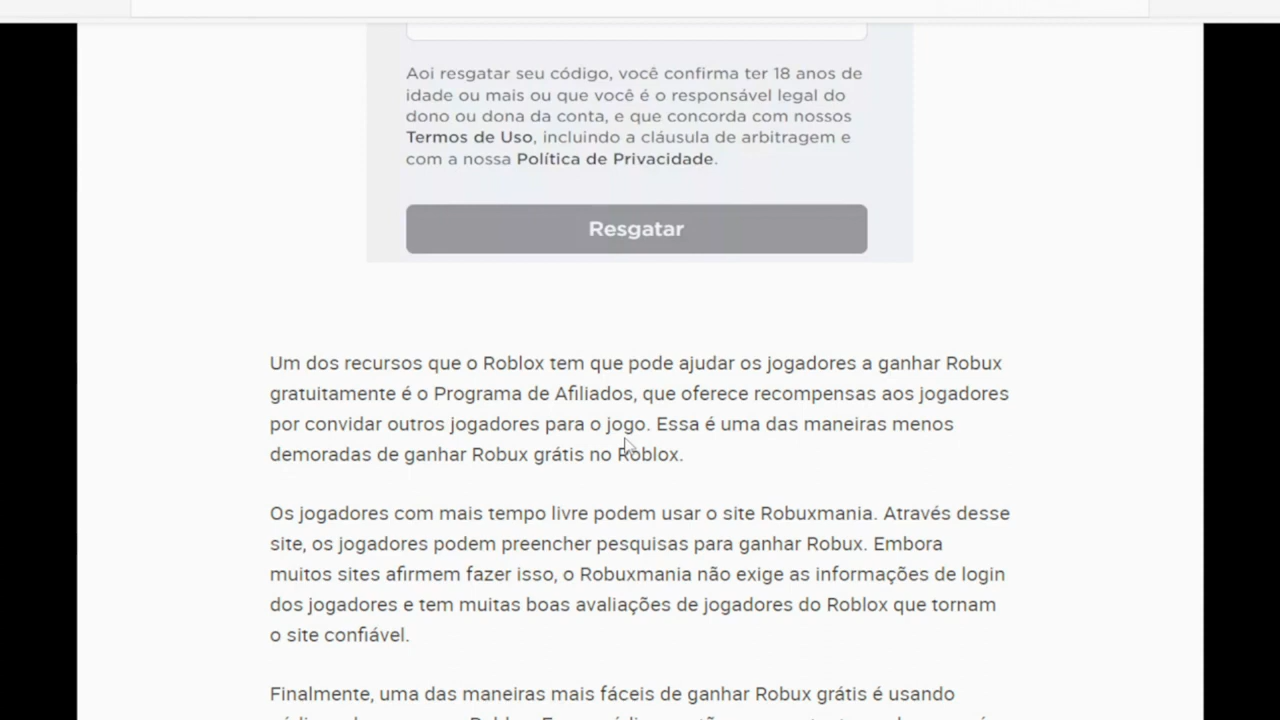 Aoi resgatar seu código, você confirma ter 18 anos de
idade ou mais ou que você é o responsável legal do
dono ou dona da conta, e que concorda com nossos
Termos de Uso, incluindo a cláusula de arbitragem e
com a nossa Política de Privacidade.
Resgatar
Um dos recursos que o Roblox tem que pode ajudar os jogadores a ganhar Robux
gratuitamente é o Programa de Afiliados, que oferece recompensas aos jogadores
por convidar outros jogadores para o jogo. Essa é uma das maneiras menos
demoradas de ganhar Robux grátis no Roblox.
Os jogadores com mais tempo livre podem usar o site Robuxmania. Através desse
site, os jogadores podem preencher pesquisas para ganhar Robux. Embora
muitos sites afirmem fazer isso, o Robuxmania não exige as informações de login
dos jogadores e tem muitas boas avaliações de jogadores do Roblox que tornam
o site confiável.
Finalmente, uma das maneiras mais fáceis de ganhar Robux grátis é usando